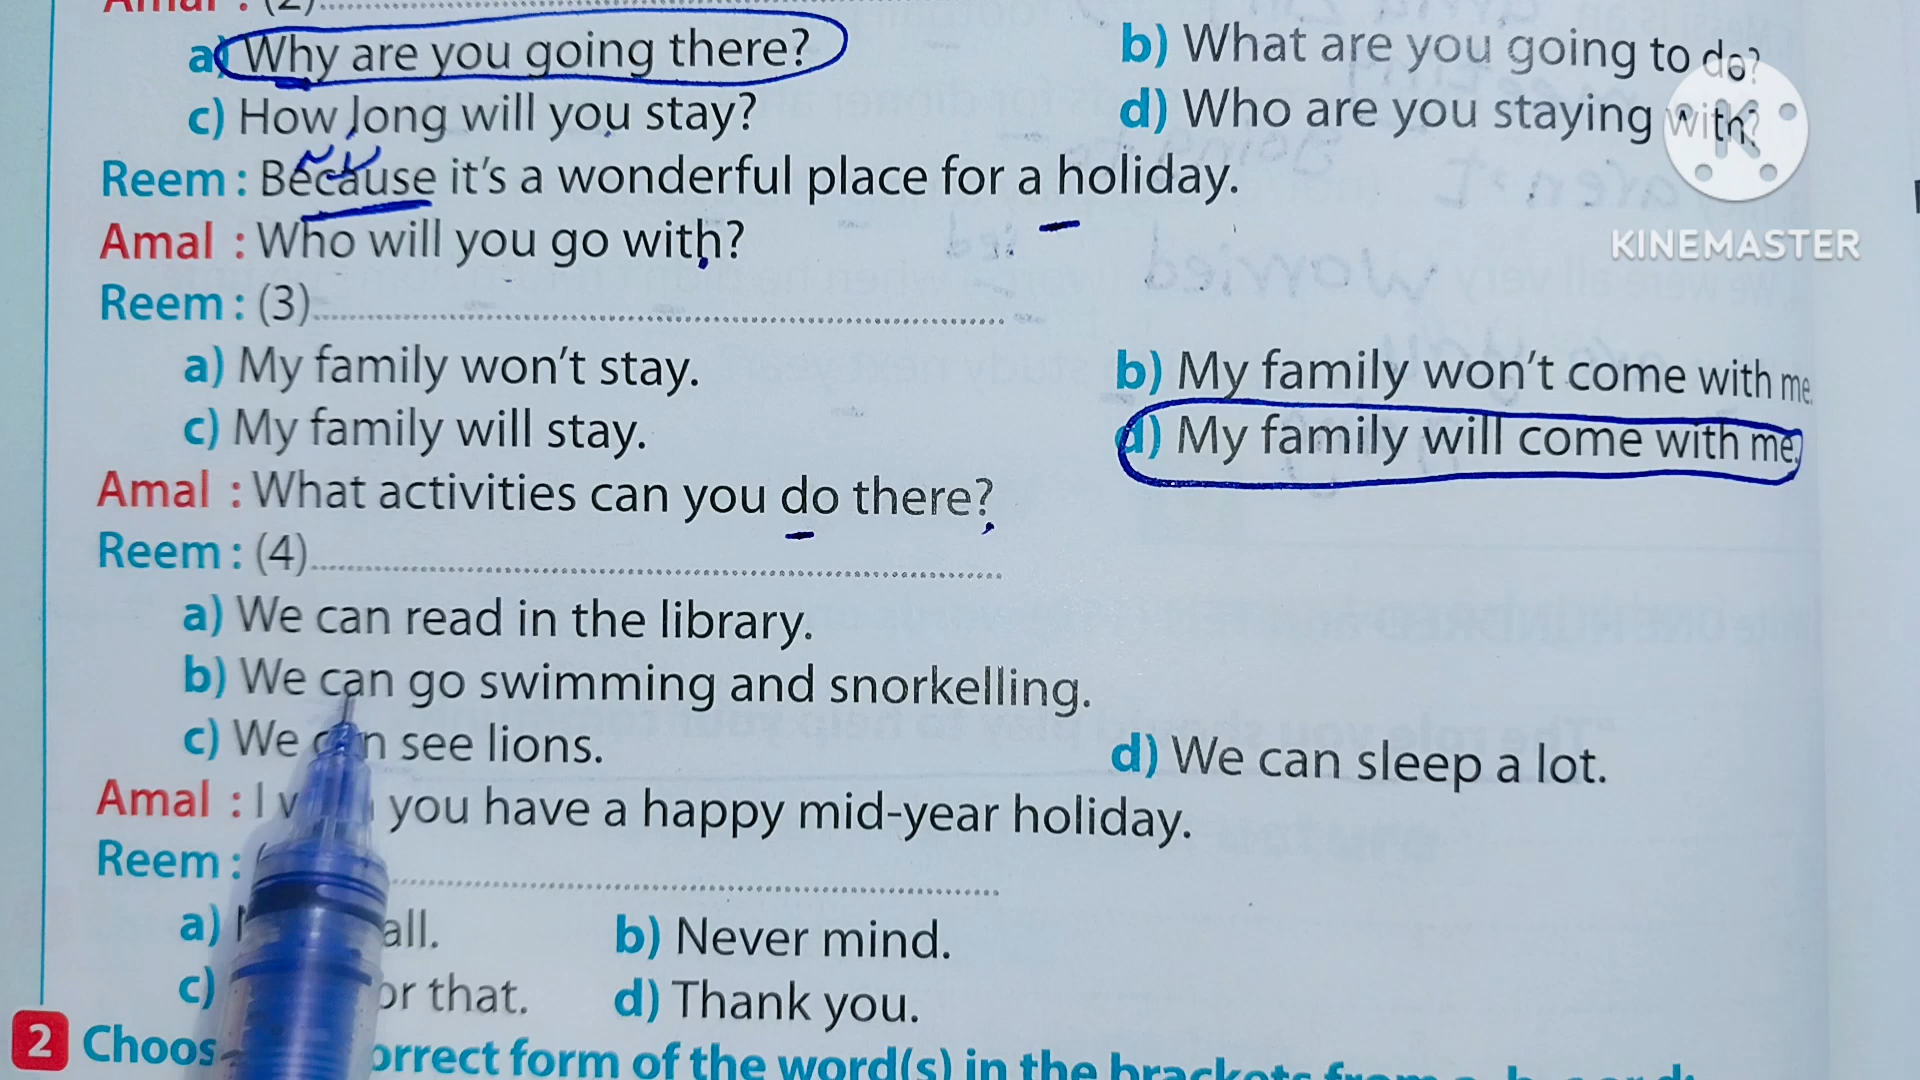 Amal : (2)
a) Why are you going there? b) What are you going to do?
c) How long will you stay? d) Who are you staying with?
Reem : Because it's a wonderful place for a holiday.
KINEMASTER
Amal : Who will you go with?
Reem : (3)
a) My family won't stay. b) My family won't come with me.
c) My family will stay. d) My family will come with me.
Amal : What activities can you do there?
Reem : (4)
a) We can read in the library.
b) We can go swimming and snorkelling.
c) We can see lions. d) We can sleep a lot.
Amal : I you have a happy mid-year holiday.
Reem :
a) all. b) Never mind.
c) that. d) Thank you.
2 form of the word(s) in the brackets from a, b, c or d: